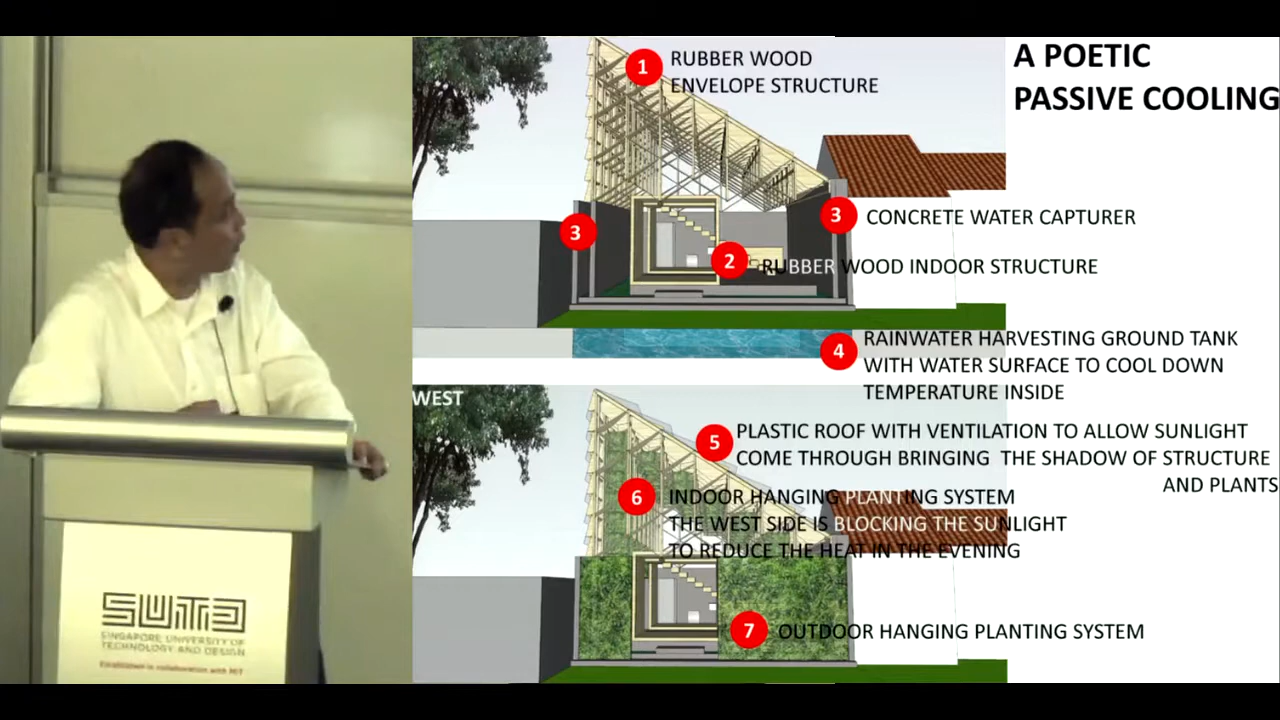 1
RUBBER WOOD
ENVELOPE STRUCTURE
A POETIC
PASSIVE COOLING
3
3
CONCRETE WATER CAPTURER
2
RUBBER WOOD INDOOR STRUCTURE
4
RAINWATER HARVESTING GROUND TANK
WITH WATER SURFACE TO COOL DOWN
TEMPERATURE INSIDE
WEST
5
PLASTIC ROOF WITH VENTILATION TO ALLOW SUNLIGHT
COME THROUGH BRINGING THE SHADOW OF STRUCTURE
AND PLANTS
6
INDOOR HANGING PLANTING SYSTEM
THE WEST SIDE IS BLOCKING THE SUNLIGHT
TO REDUCE THE HEAT IN THE EVENING
7
OUTDOOR HANGING PLANTING SYSTEM
SUTD
SINGAPORE UNIVERSITY OF
TECHNOLOGY AND DESIGN
Established in collaboration with MIT